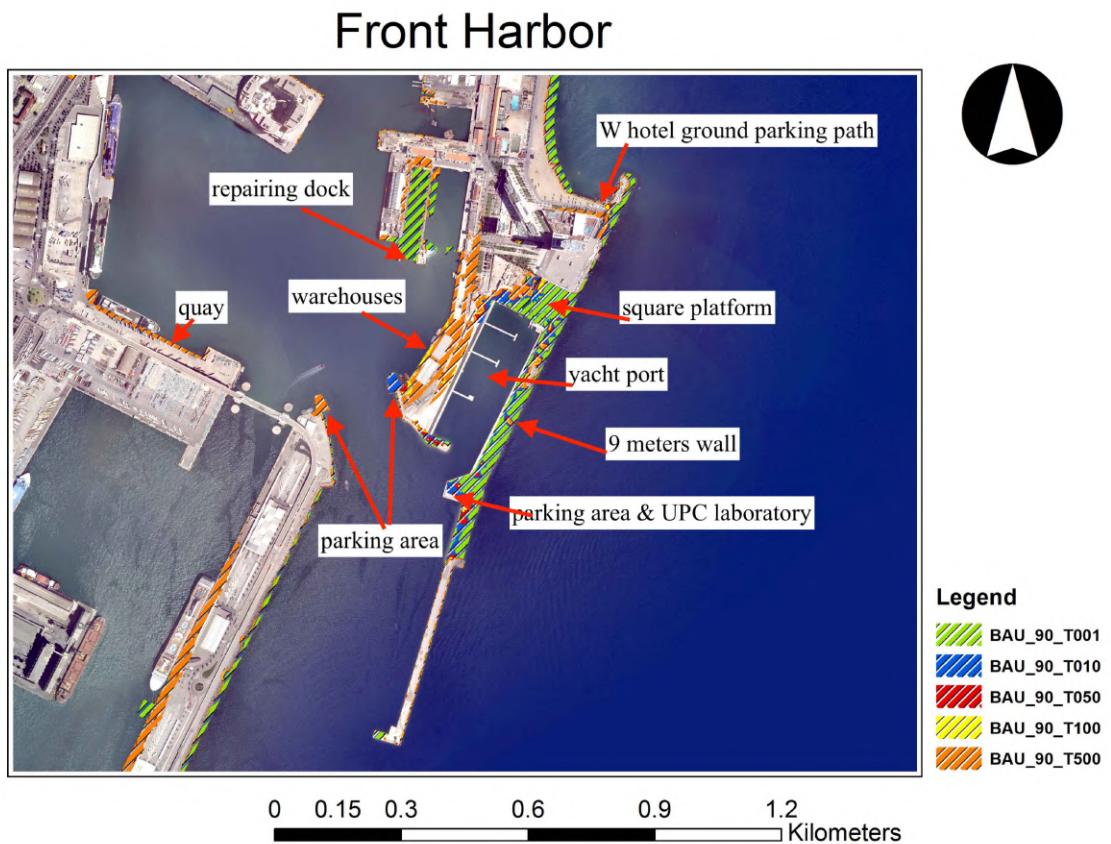 Front Harbor
W hotel ground parking path
repairing dock
warehouses
quay
square platform
yacht port
9 meters wall
parking area & UPC laboratory
parking area
Legend
BAU_90_T001
BAU_90_T010
BAU_90_T050
BAU_90_T100
BAU_90_T500
0 0.15 0.3 0.6 0.9 1.2
Kilometers